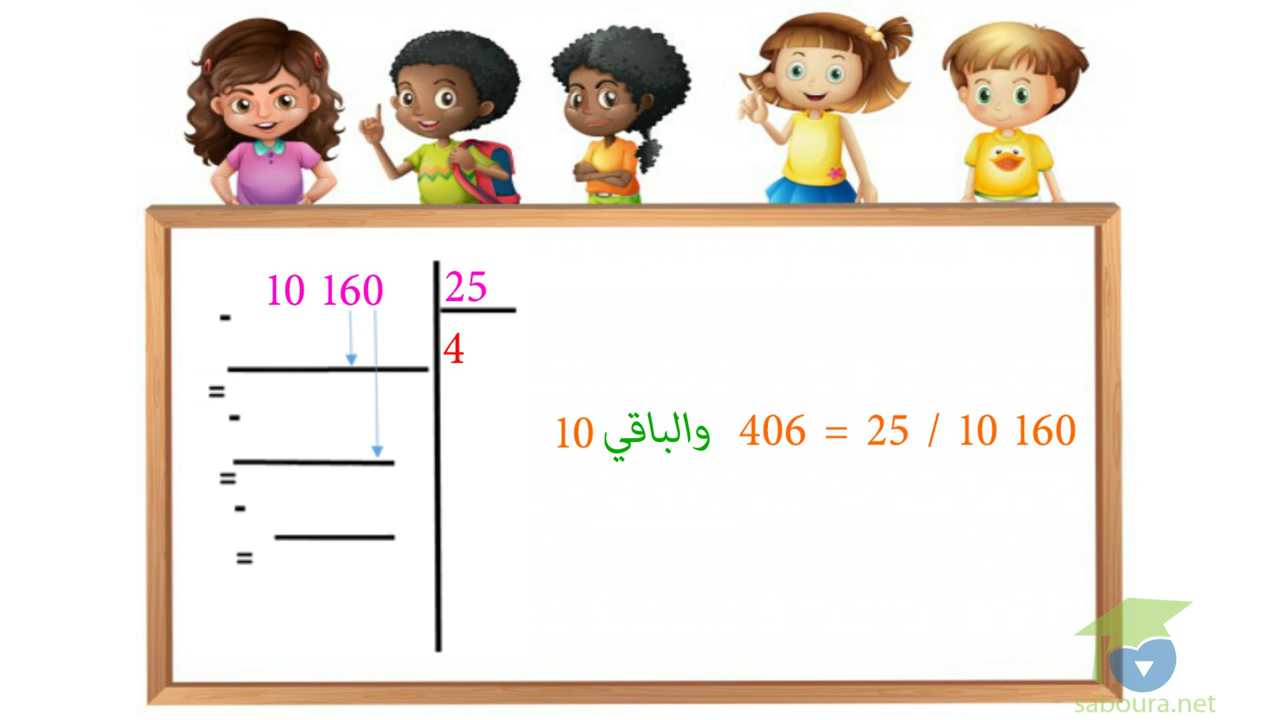 10 160 25
-
4
=
-
10 160 / 25 = 406 والباقي 10
=
-
=
saboura.net